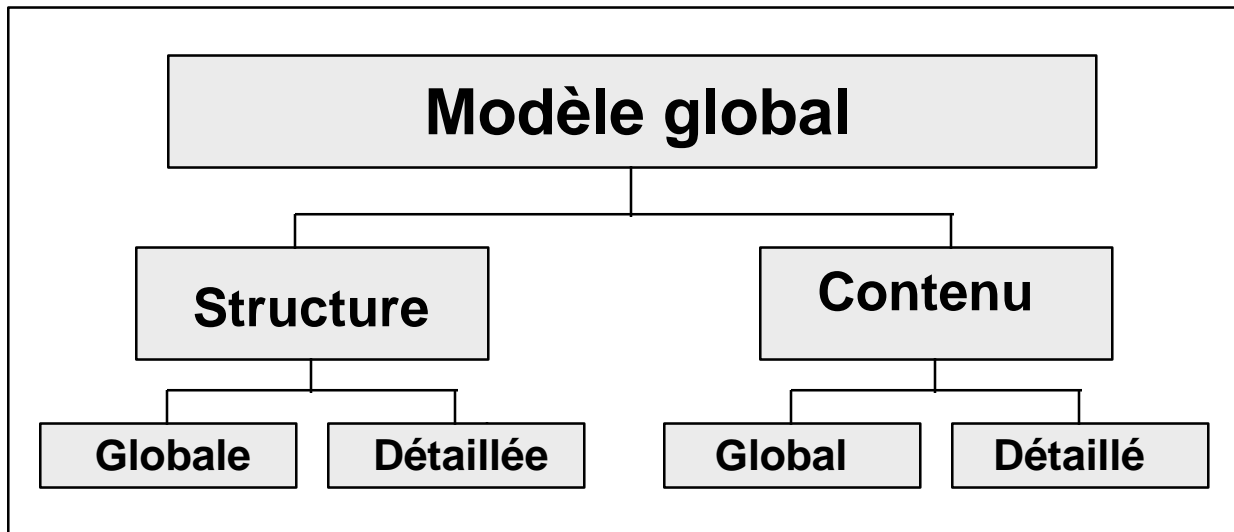 Modèle global
Structure
Contenu
Globale
Détaillée
Global
Détaillé